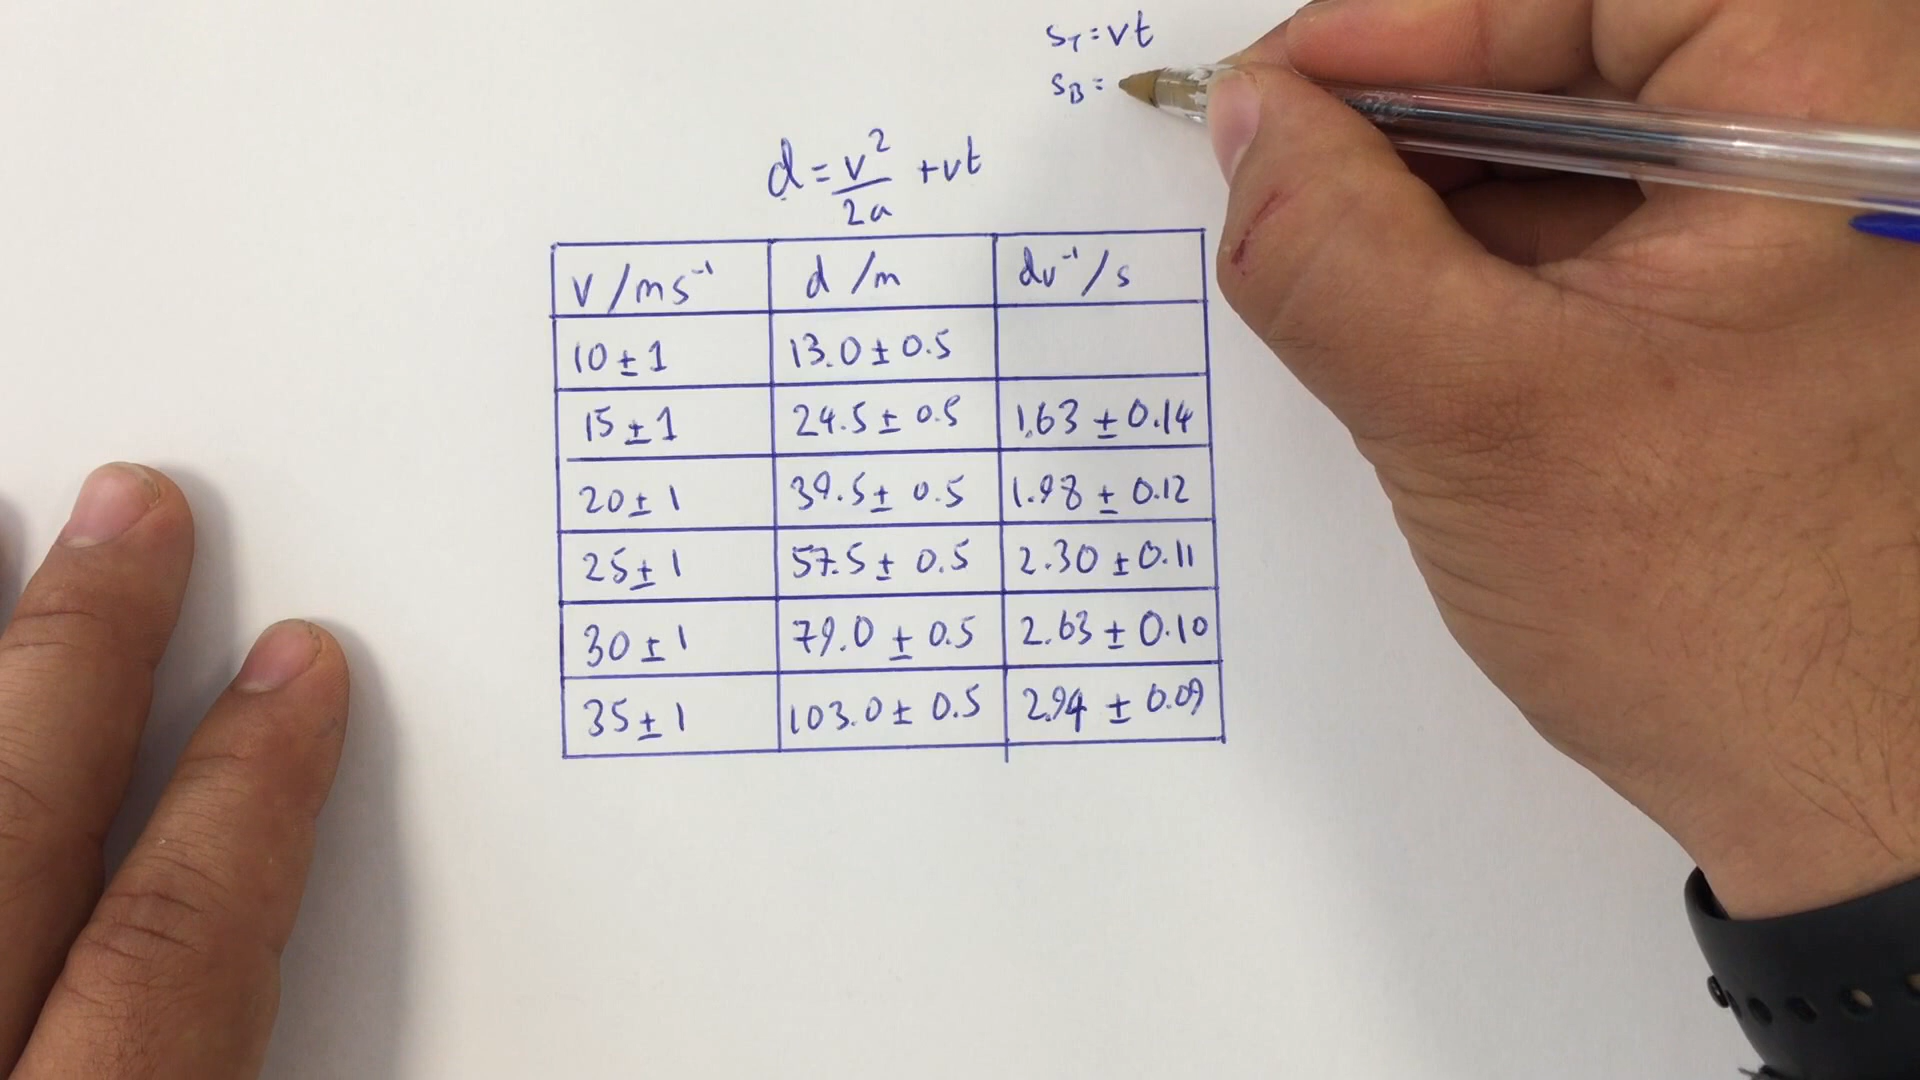 s_T = vt
s_B =
d = v²/2a + vt
v /ms⁻¹ d /m dv⁻¹ /s
10 ± 1 13.0 ± 0.5
15 ± 1 24.5 ± 0.5 1.63 ± 0.14
20 ± 1 39.5 ± 0.5 1.98 ± 0.12
25 ± 1 57.5 ± 0.5 2.30 ± 0.11
30 ± 1 79.0 ± 0.5 2.63 ± 0.10
35 ± 1 103.0 ± 0.5 2.94 ± 0.09